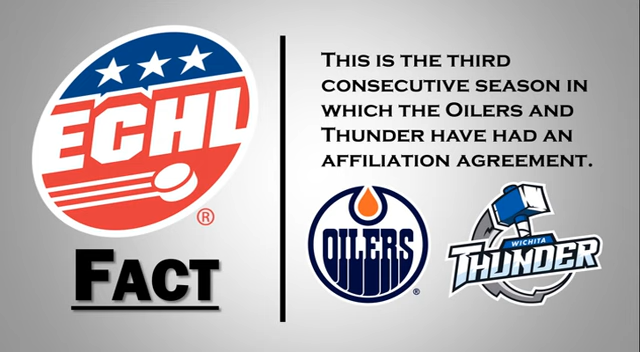 ECHL
®
FACT
THIS IS THE THIRD
CONSECUTIVE SEASON IN
WHICH THE OILERS AND
THUNDER HAVE HAD AN
AFFILIATION AGREEMENT.
OILERS
®
WICHITA
THUNDER